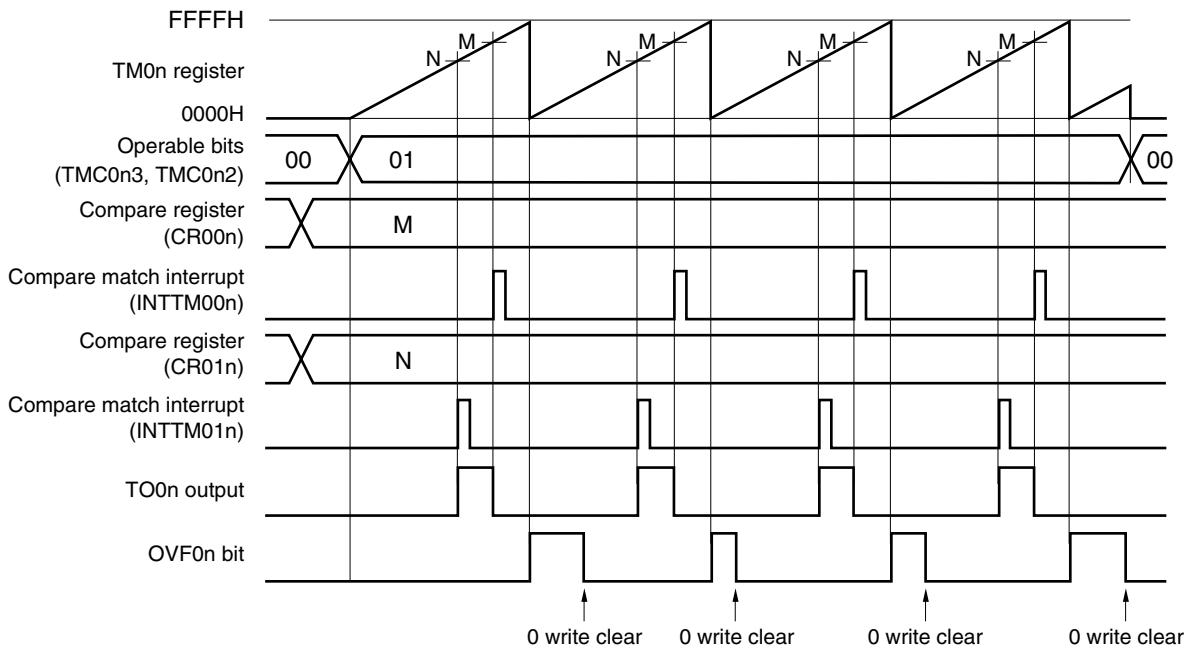 FFFFH
TM0n register
0000H
M
N
M
N
M
N
M
N
Operable bits
(TMC0n3, TMC0n2)
00
01
00
Compare register
(CR00n)
M
Compare match interrupt
(INTTM00n)
Compare register
(CR01n)
N
Compare match interrupt
(INTTM01n)
TO0n output
OVF0n bit
0 write clear
0 write clear
0 write clear
0 write clear